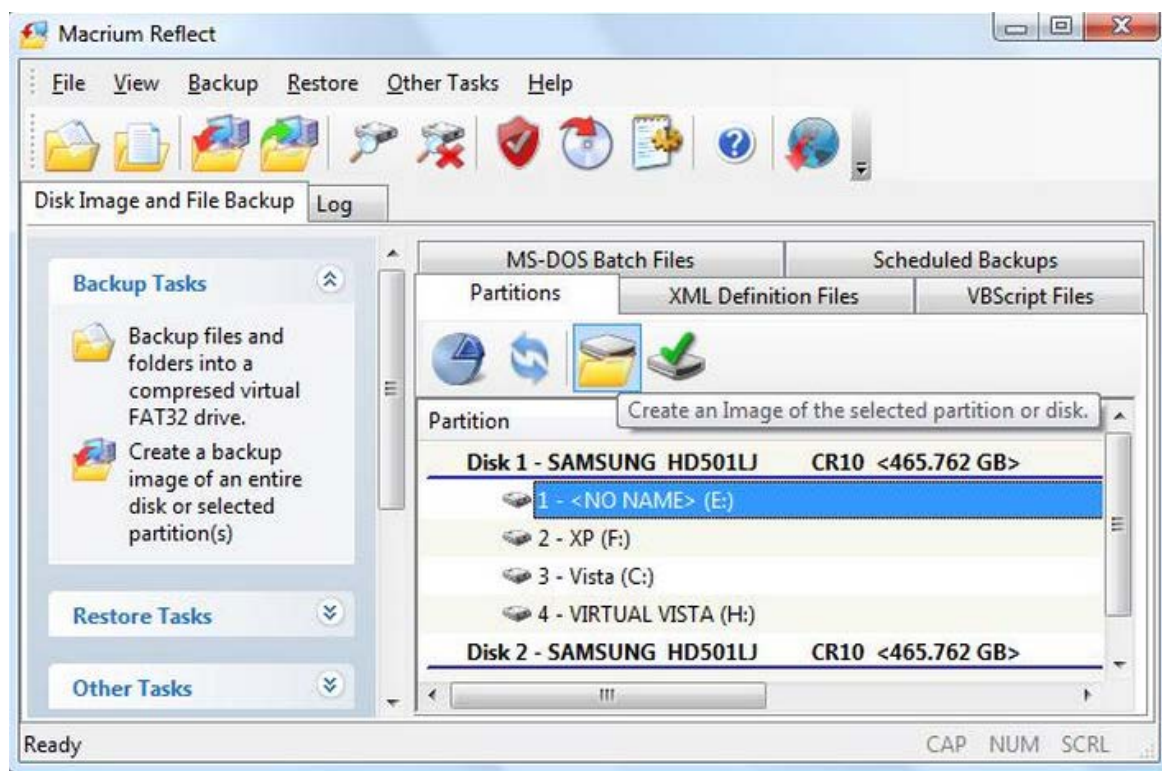 Macrium Reflect
File View Backup Restore Other Tasks Help
Disk Image and File Backup Log
Backup Tasks
Backup files and
folders into a
compresed virtual
FAT32 drive.
Create a backup
image of an entire
disk or selected
partition(s)
Restore Tasks
Other Tasks
MS-DOS Batch Files Scheduled Backups
Partitions XML Definition Files VBScript Files
Create an Image of the selected partition or disk.
Partition
Disk 1 - SAMSUNG HD501LJ CR10 <465.762 GB>
1 - <NO NAME> (E:)
2 - XP (F:)
3 - Vista (C:)
4 - VIRTUAL VISTA (H:)
Disk 2 - SAMSUNG HD501LJ CR10 <465.762 GB>
Ready CAP NUM SCRL